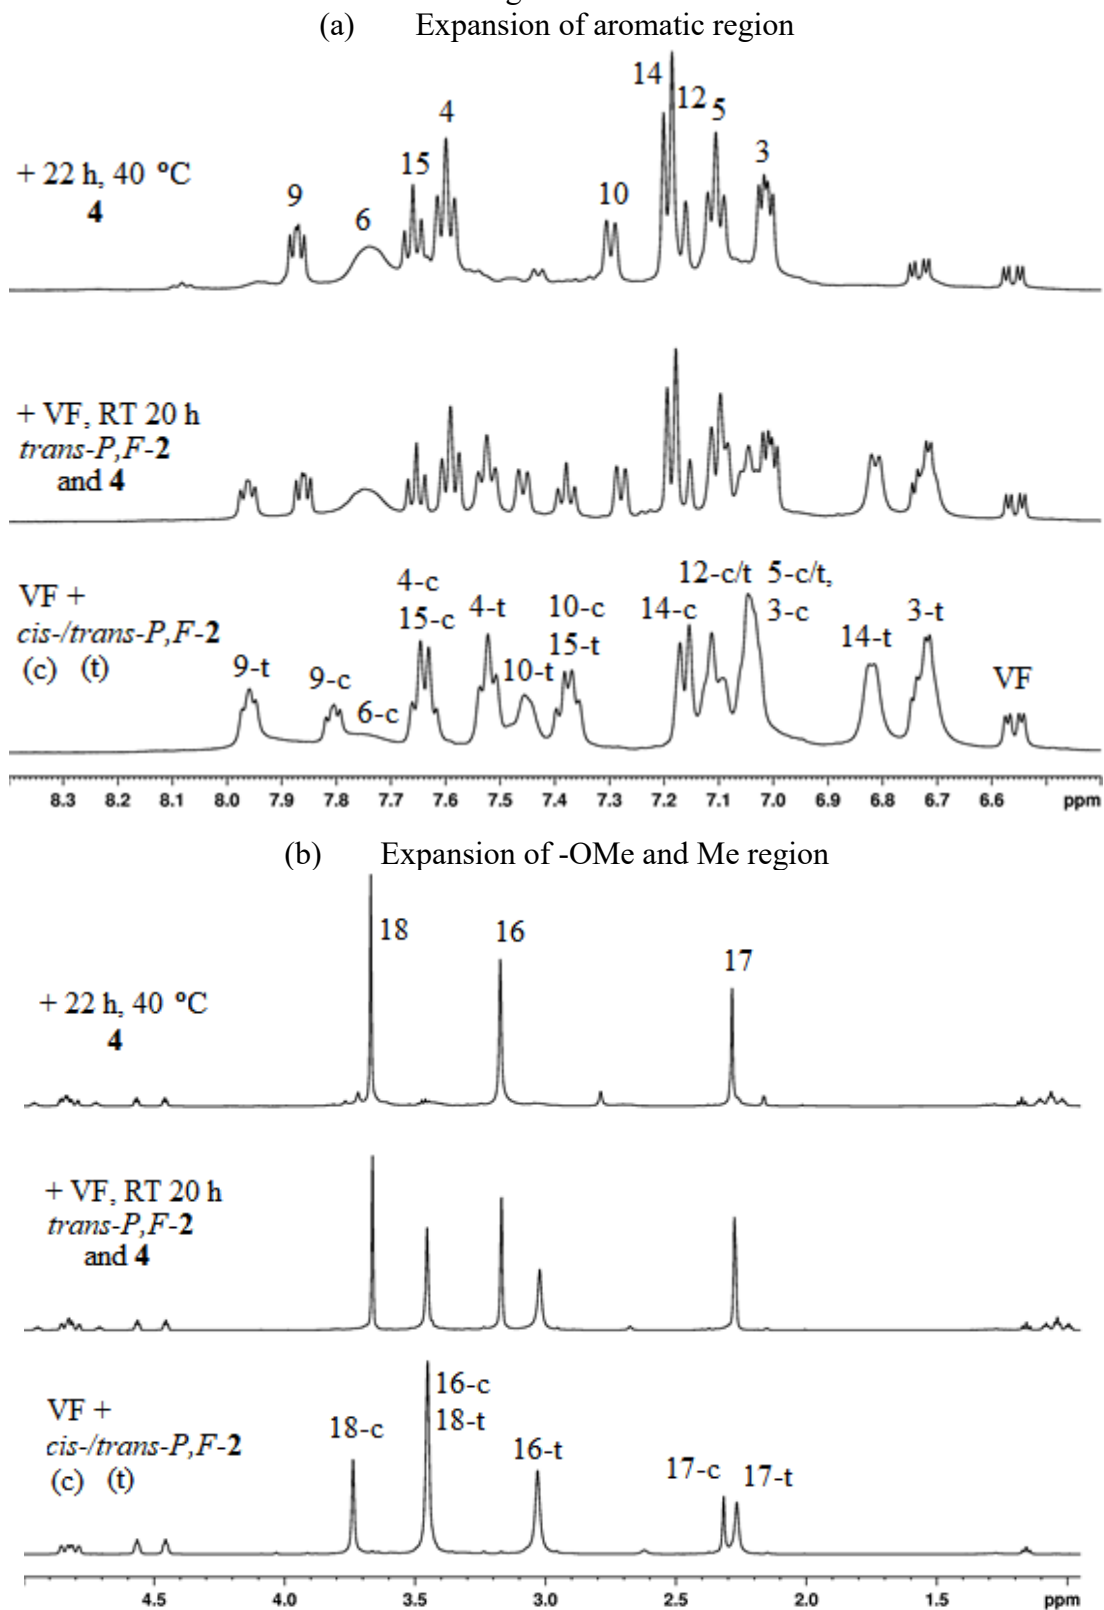 (a) Expansion of aromatic region
14
12
5
4
3
15
+ 22 h, 40 °C
4
9
6
10
+ VF, RT 20 h
trans-P,F-2
and 4
VF +
cis-/trans-P,F-2
(c) (t)
4-c
15-c
4-t
10-c
15-t
12-c/t
14-c
5-c/t,
3-c
14-t
3-t
9-t
9-c
6-c
10-t
VF
8.3 8.2 8.1 8.0 7.9 7.8 7.7 7.6 7.5 7.4 7.3 7.2 7.1 7.0 6.9 6.8 6.7 6.6 ppm
(b) Expansion of -OMe and Me region
18
16
17
+ 22 h, 40 °C
4
+ VF, RT 20 h
trans-P,F-2
and 4
VF +
cis-/trans-P,F-2
(c) (t)
18-c
16-c
18-t
16-t
17-c
17-t
4.5 4.0 3.5 3.0 2.5 2.0 1.5 ppm